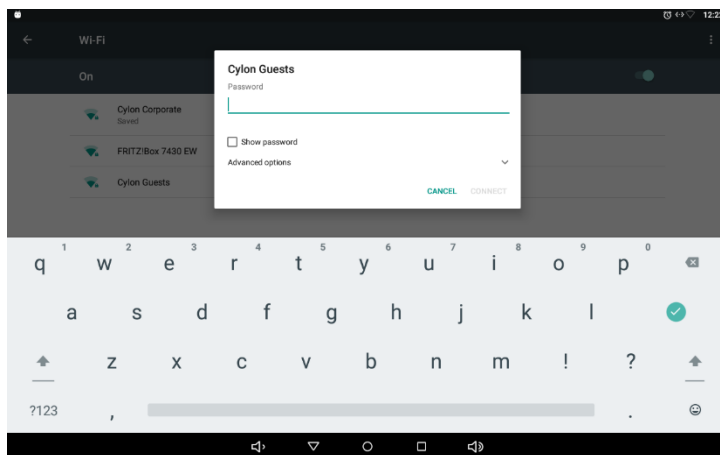 12:2
Wi-Fi
On
Cylon Corporate
Saved
FRITZ!Box 7430 EW
Cylon Guests
Cylon Guests
Password
Show password
Advanced options
CANCEL CONNECT
1 2 3 4 5 6 7 8 9 0
q w e r t y u i o p
a s d f g h j k l
z x c v b n m ! ?
?123 , .